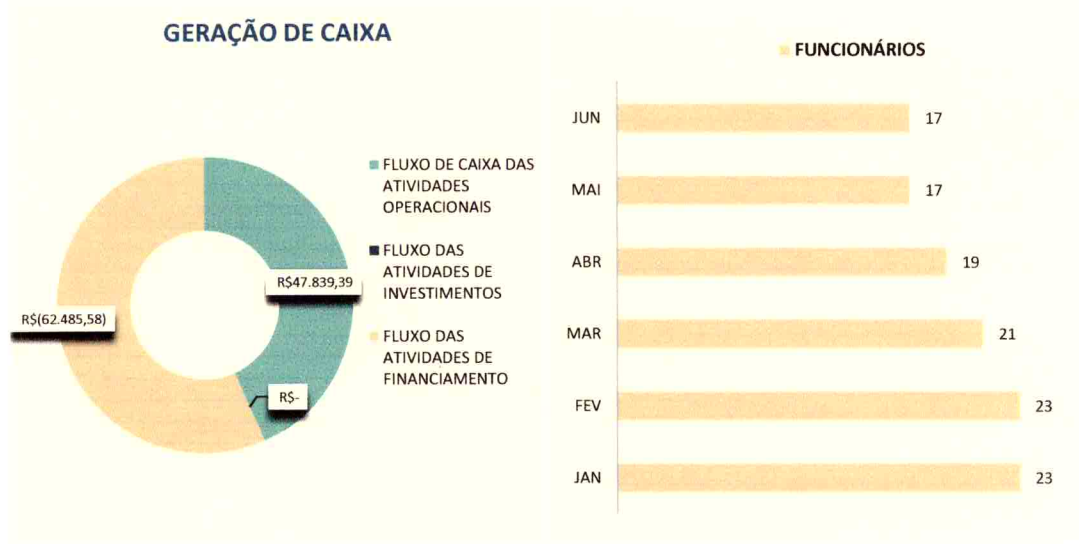 GERAÇÃO DE CAIXA
FLUXO DE CAIXA DAS
ATIVIDADES
OPERACIONAIS
FLUXO DAS
ATIVIDADES DE
INVESTIMENTOS
FLUXO DAS
ATIVIDADES DE
FINANCIAMENTO
R$47.839,39
R$(62.485,58)
R$-
FUNCIONÁRIOS
JUN 17
MAI 17
ABR 19
MAR 21
FEV 23
JAN 23